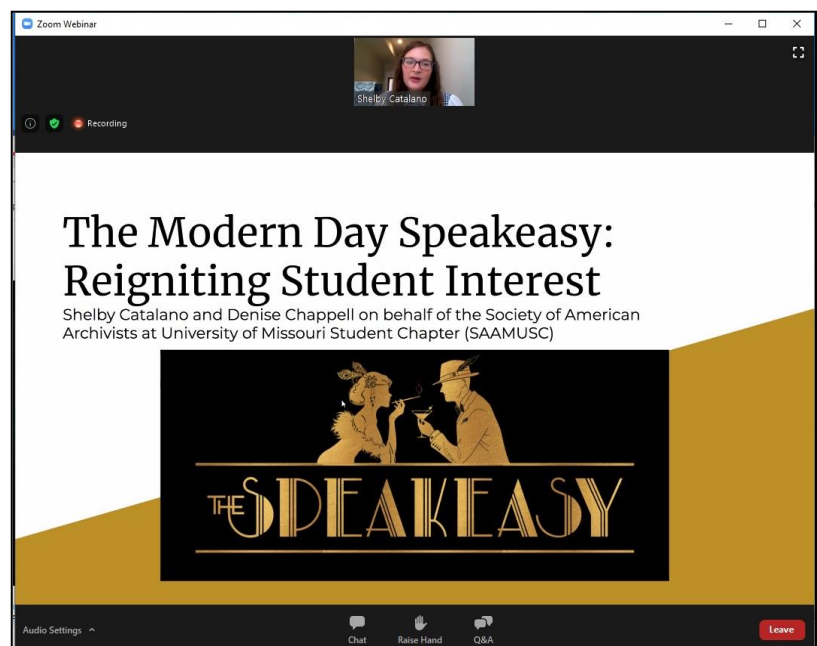 Zoom Webinar
Shelby Catalano
Recording
The Modern Day Speakeasy:
Reigniting Student Interest
Shelby Catalano and Denise Chappell on behalf of the Society of American
Archivists at University of Missouri Student Chapter (SAAMUSC)
THE SPEAKEASY
Audio Settings
Chat
Raise Hand
Q&A
Leave